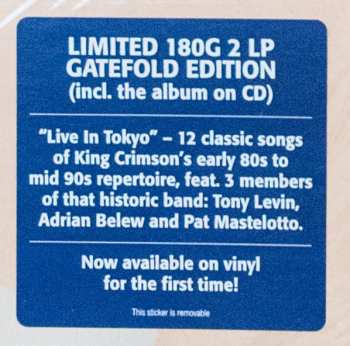 LIMITED 180G 2 LP
GATEFOLD EDITION
(incl. the album on CD)
“Live In Tokyo” – 12 classic songs
of King Crimson’s early 80s to
mid 90s repertoire, feat. 3 members
of that historic band: Tony Levin,
Adrian Belew and Pat Mastelotto.
Now available on vinyl
for the first time!
This sticker is removable